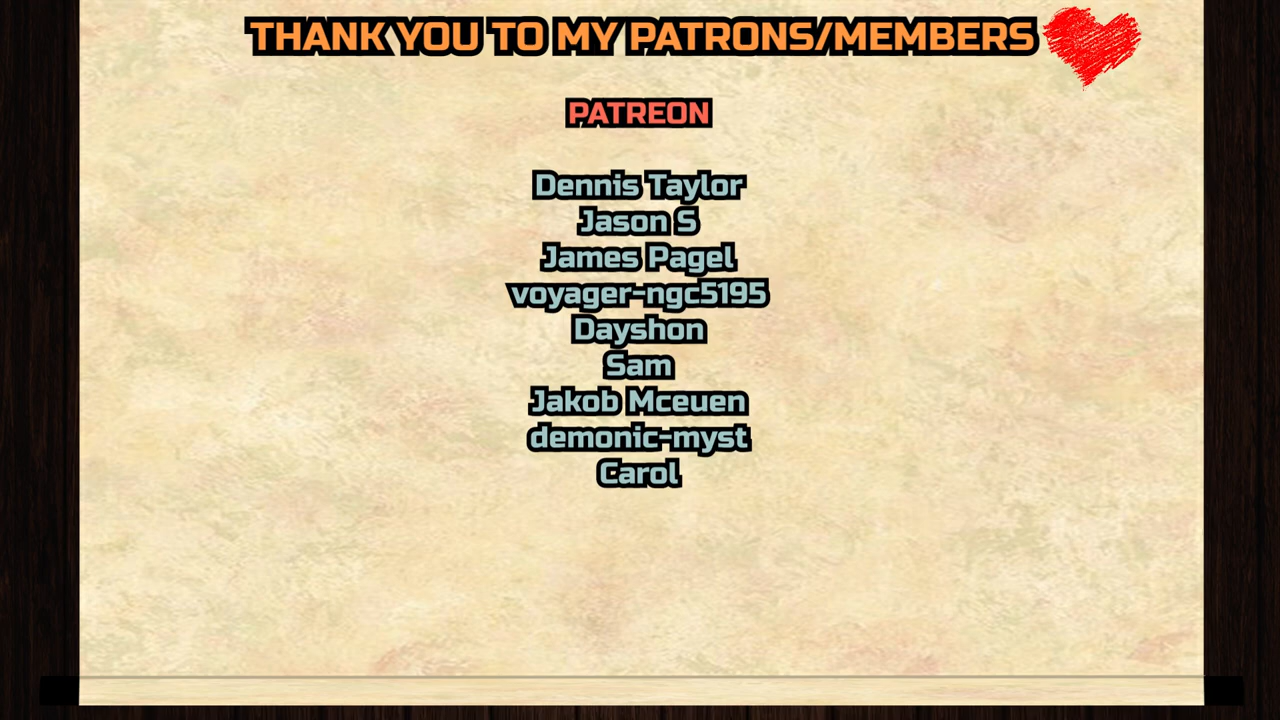 THANK YOU TO MY PATRONS/MEMBERS
PATREON
Dennis Taylor
Jason S
James Pagel
voyager-ngc5195
Dayshon
Sam
Jakob Mceuen
demonic-myst
Carol